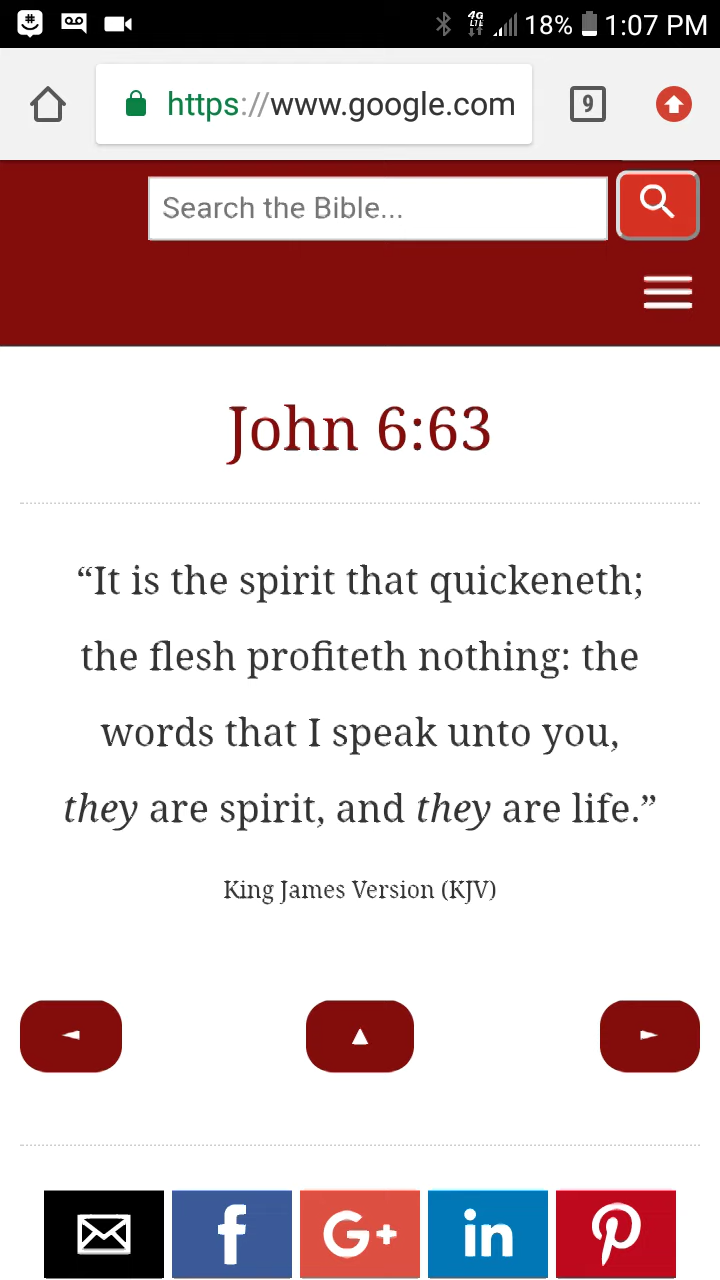 4G LTE 18% 1:07 PM
https://www.google.com 9
Search the Bible...
John 6:63
“It is the spirit that quickeneth;
the flesh profiteth nothing: the
words that I speak unto you,
they are spirit, and they are life.”
King James Version (KJV)
f G+ in